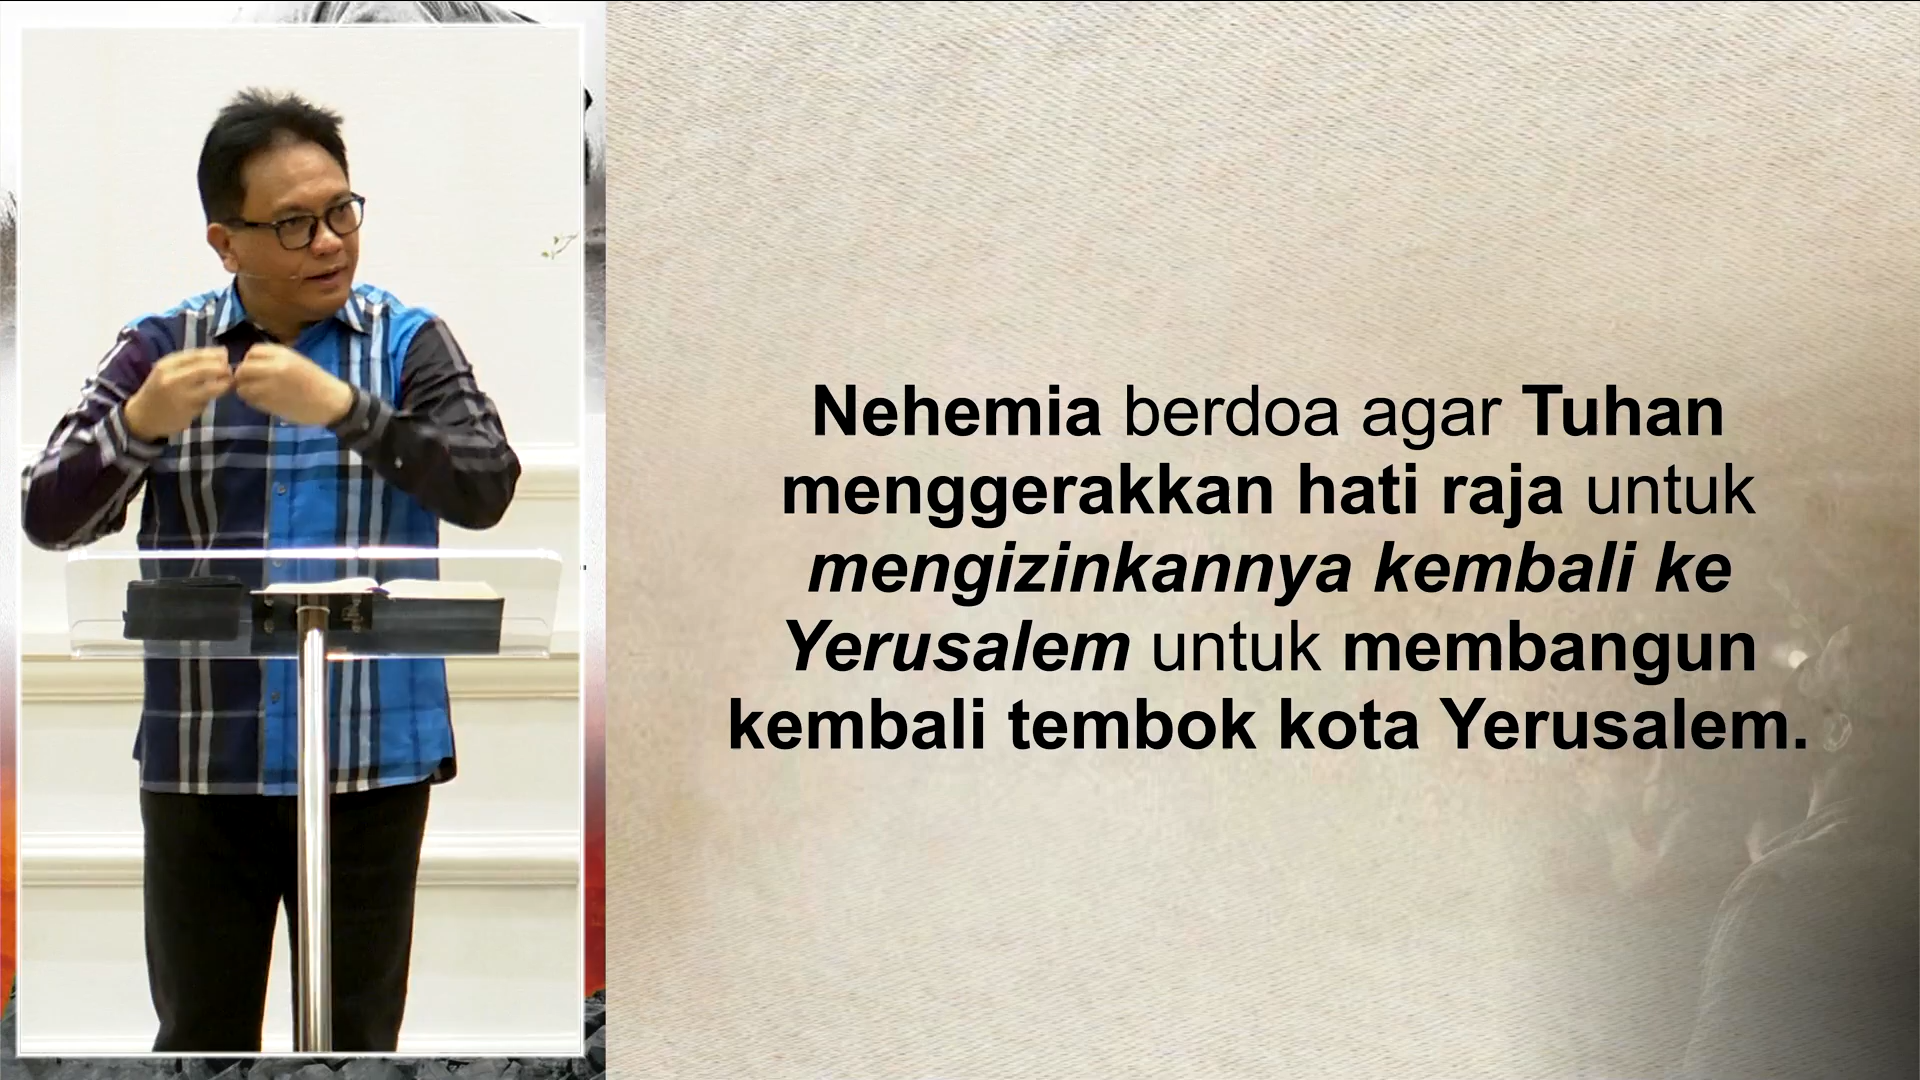 Nehemia berdoa agar Tuhan
menggerakkan hati raja untuk
mengizinkannya kembali ke
Yerusalem untuk membangun
kembali tembok kota Yerusalem.